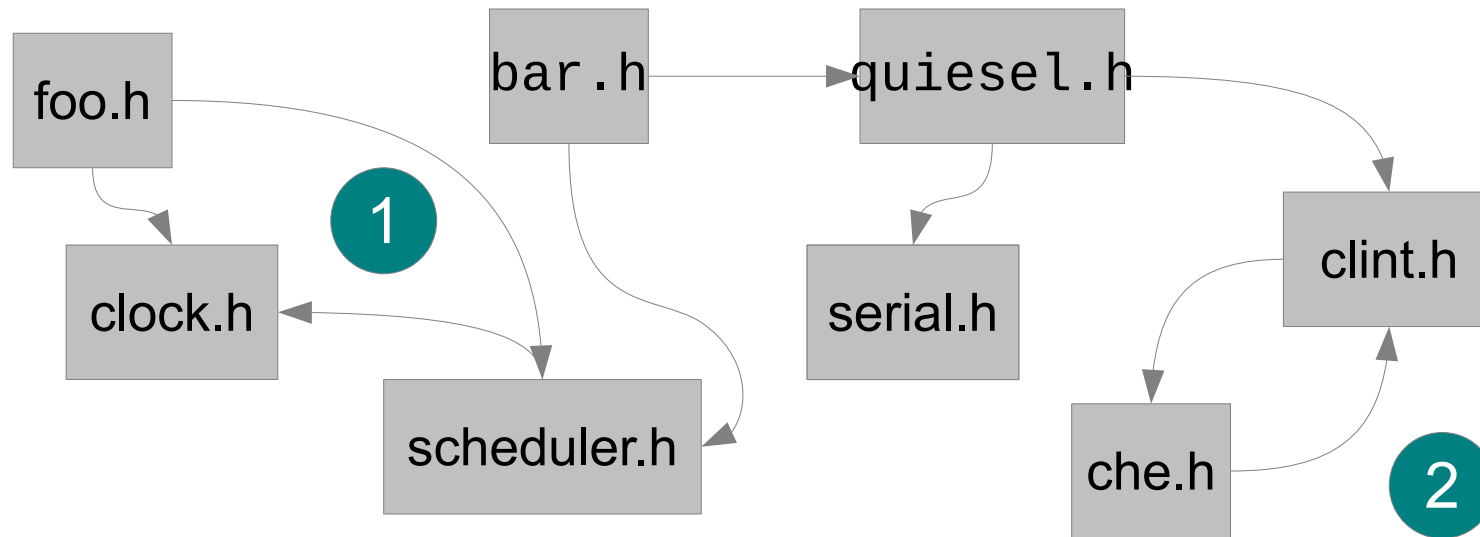 foo.h
bar.h
quiesel.h
1
clock.h
serial.h
clint.h
scheduler.h
che.h
2